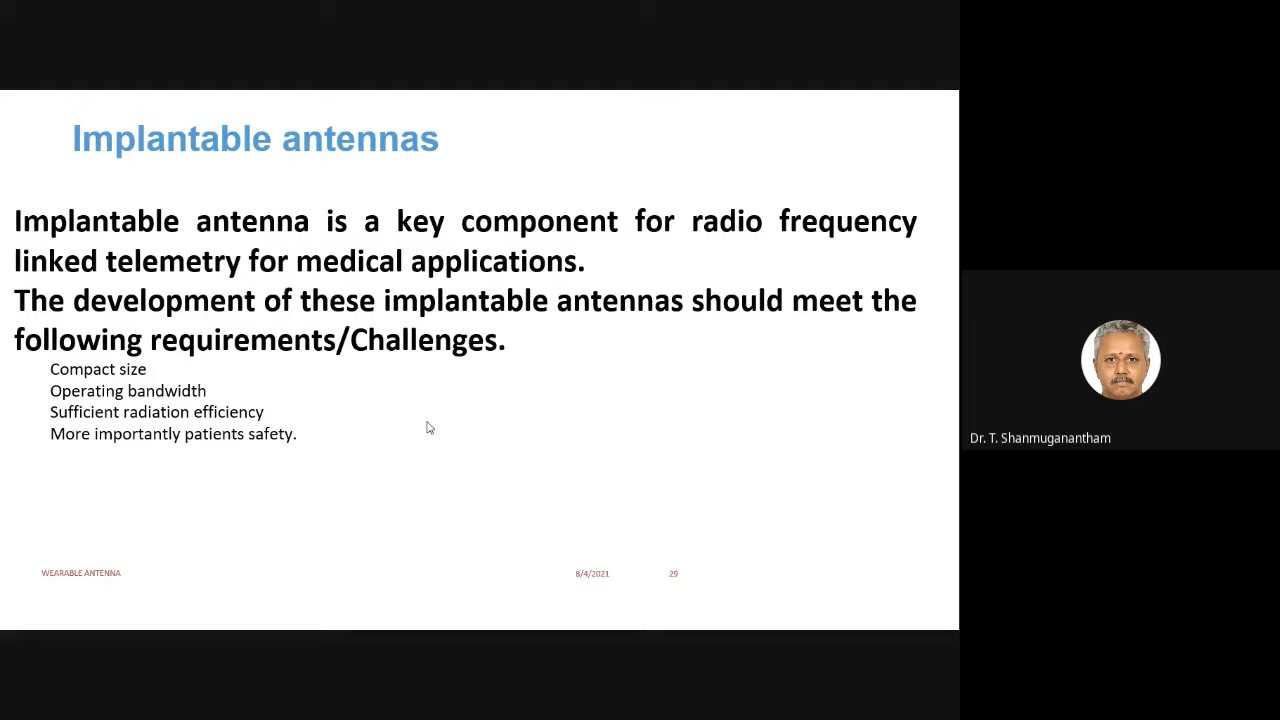 Implantable antennas
Implantable antenna is a key component for radio frequency
linked telemetry for medical applications.
The development of these implantable antennas should meet the
following requirements/Challenges.
Compact size
Operating bandwidth
Sufficient radiation efficiency
More importantly patients safety.
WEARABLE ANTENNA
8/4/2021
29
Dr. T. Shanmuganantham